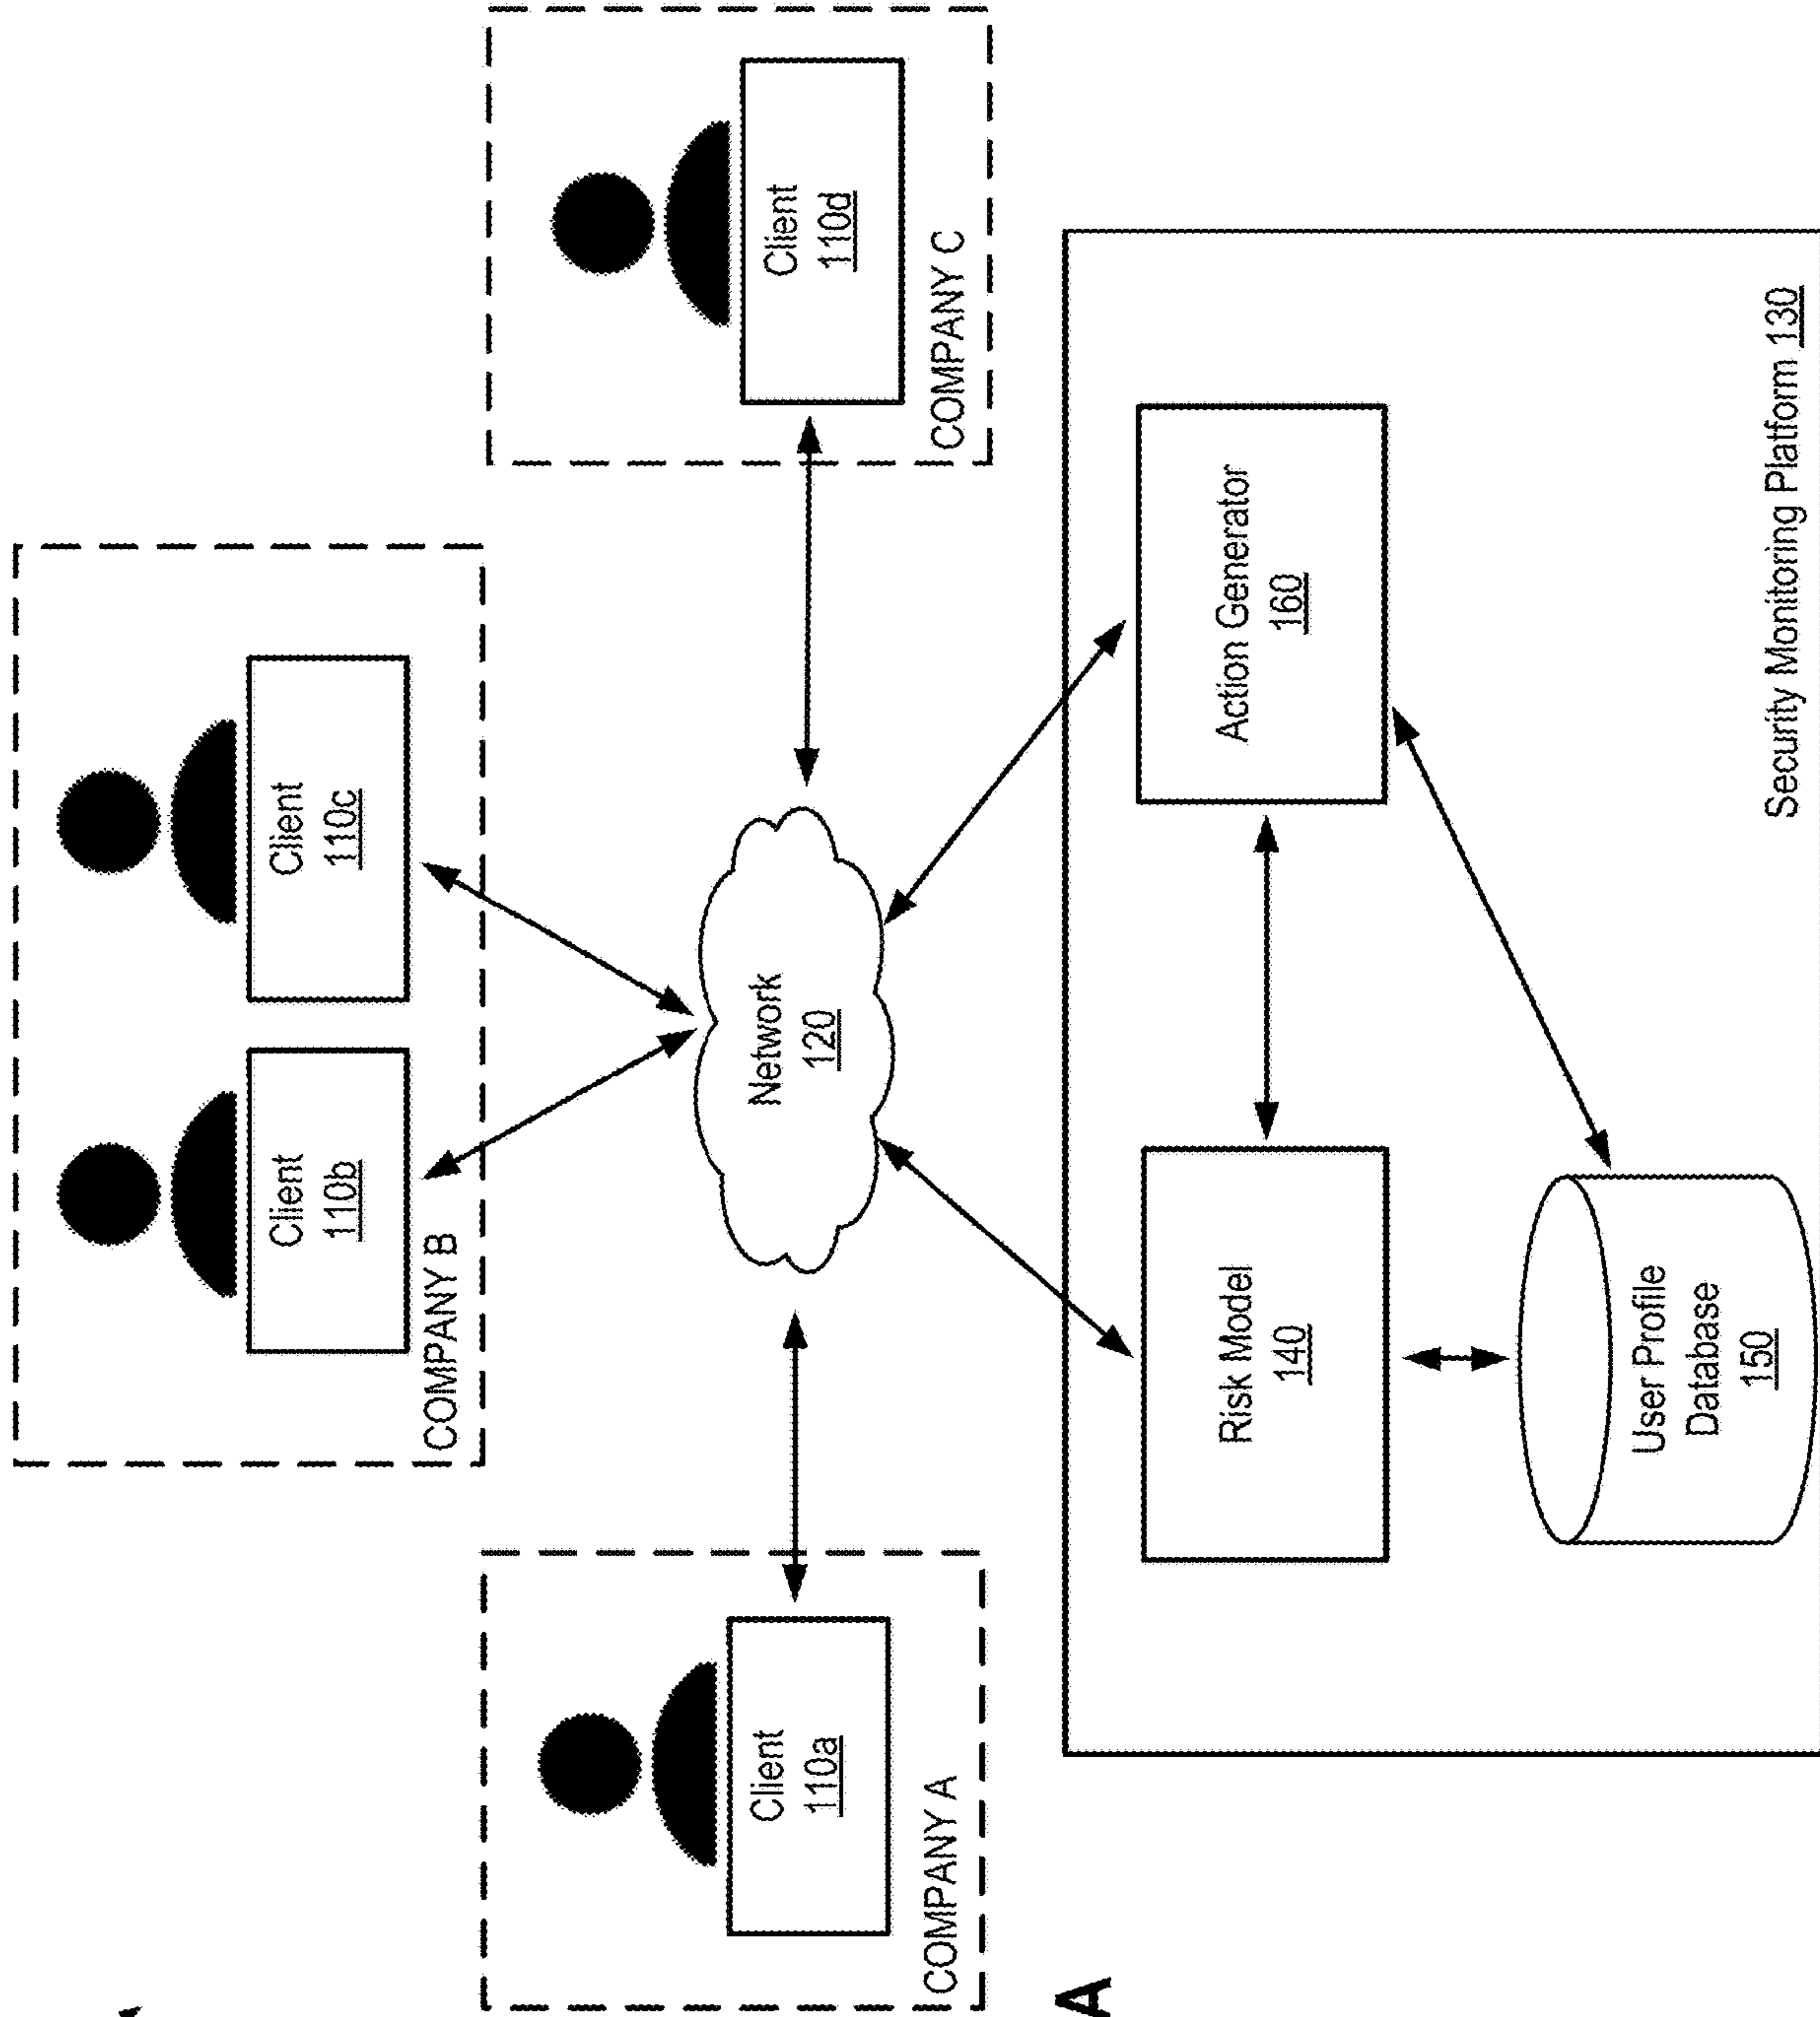 Client
110b
Client
110c
COMPANY B
Client
110a
COMPANY A
Network
120
Client
110d
COMPANY C
Risk Model
140
Action Generator
160
User Profile
Database
150
Security Monitoring Platform 130
A